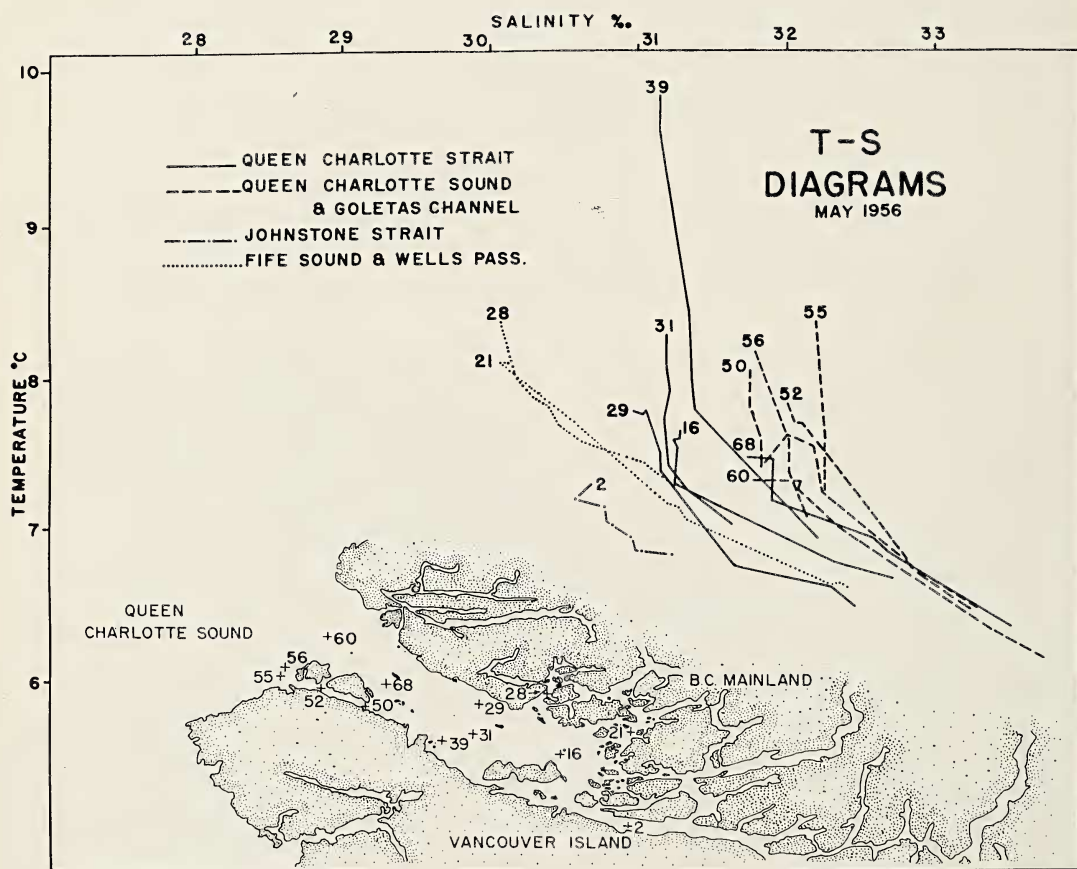 SALINITY ‰
28 29 30 31 32 33
10
9
8
7
6
TEMPERATURE °C
T-S
DIAGRAMS
MAY 1956
QUEEN CHARLOTTE STRAIT
QUEEN CHARLOTTE SOUND
& GOLETAS CHANNEL
JOHNSTONE STRAIT
FIFE SOUND & WELLS PASS.
39
28
31
55
56
21
50
52
29
16
68
60
2
QUEEN
CHARLOTTE SOUND
+60
56
55+
52
+68
50
+29
28
B.C. MAINLAND
21
+39
+31
+16
+2
VANCOUVER ISLAND